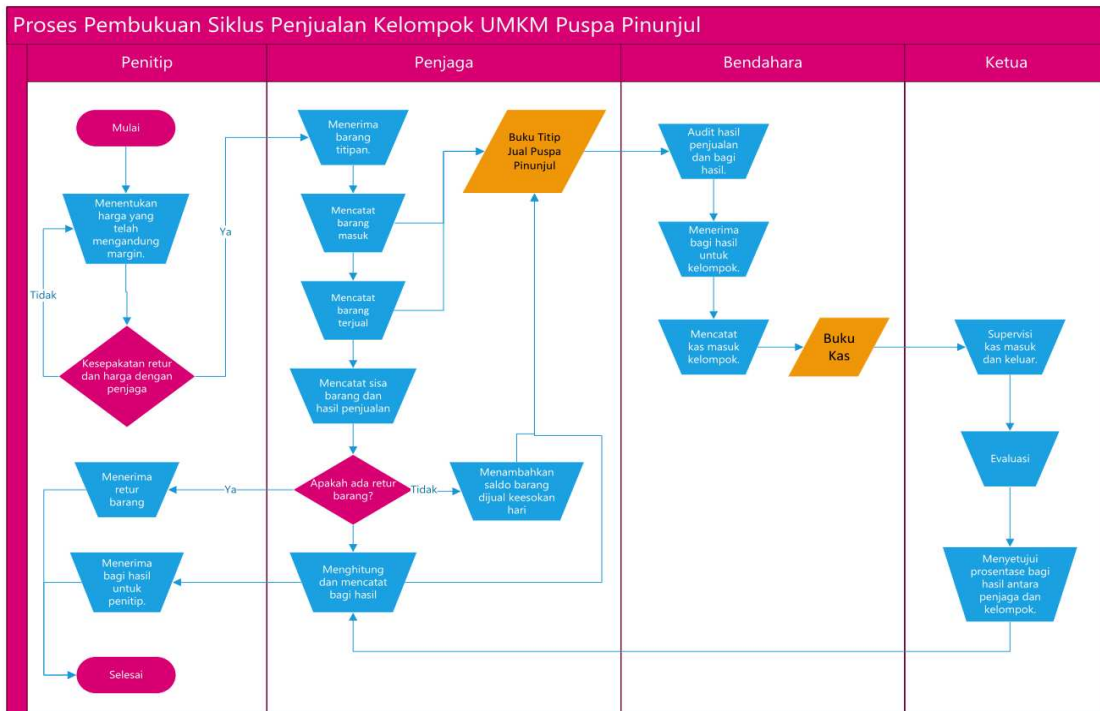 Proses Pembukuan Siklus Penjualan Kelompok UMKM Puspa Pinunjul
Penitip
Penjaga
Bendahara
Ketua
Mulai
Menentukan
harga yang
telah
mengandung
margin.
Tidak
Ya
Kesepakatan retur
dan harga dengan
penjaga
Menerima
retur
barang
Menerima
bagi hasil
untuk
penitip.
Selesai
Menerima
barang
titipan.
Mencatat
barang
masuk
Mencatat
barang
terjual
Mencatat sisa
barang dan
hasil penjualan
Apakah ada retur
barang?
Ya
Tidak
Menambahkan
saldo barang
dijual keesokan
hari
Menghitung
dan mencatat
bagi hasil
Buku Titip
Jual Puspa
Pinunjul
Audit hasil
penjualan
dan bagi
hasil.
Menerima
bagi hasil
untuk
kelompok.
Mencatat
kas masuk
kelompok.
Buku
Kas
Supervisi
kas masuk
dan keluar.
Evaluasi
Menyetujui
prosentase bagi
hasil antara
penjaga dan
kelompok.